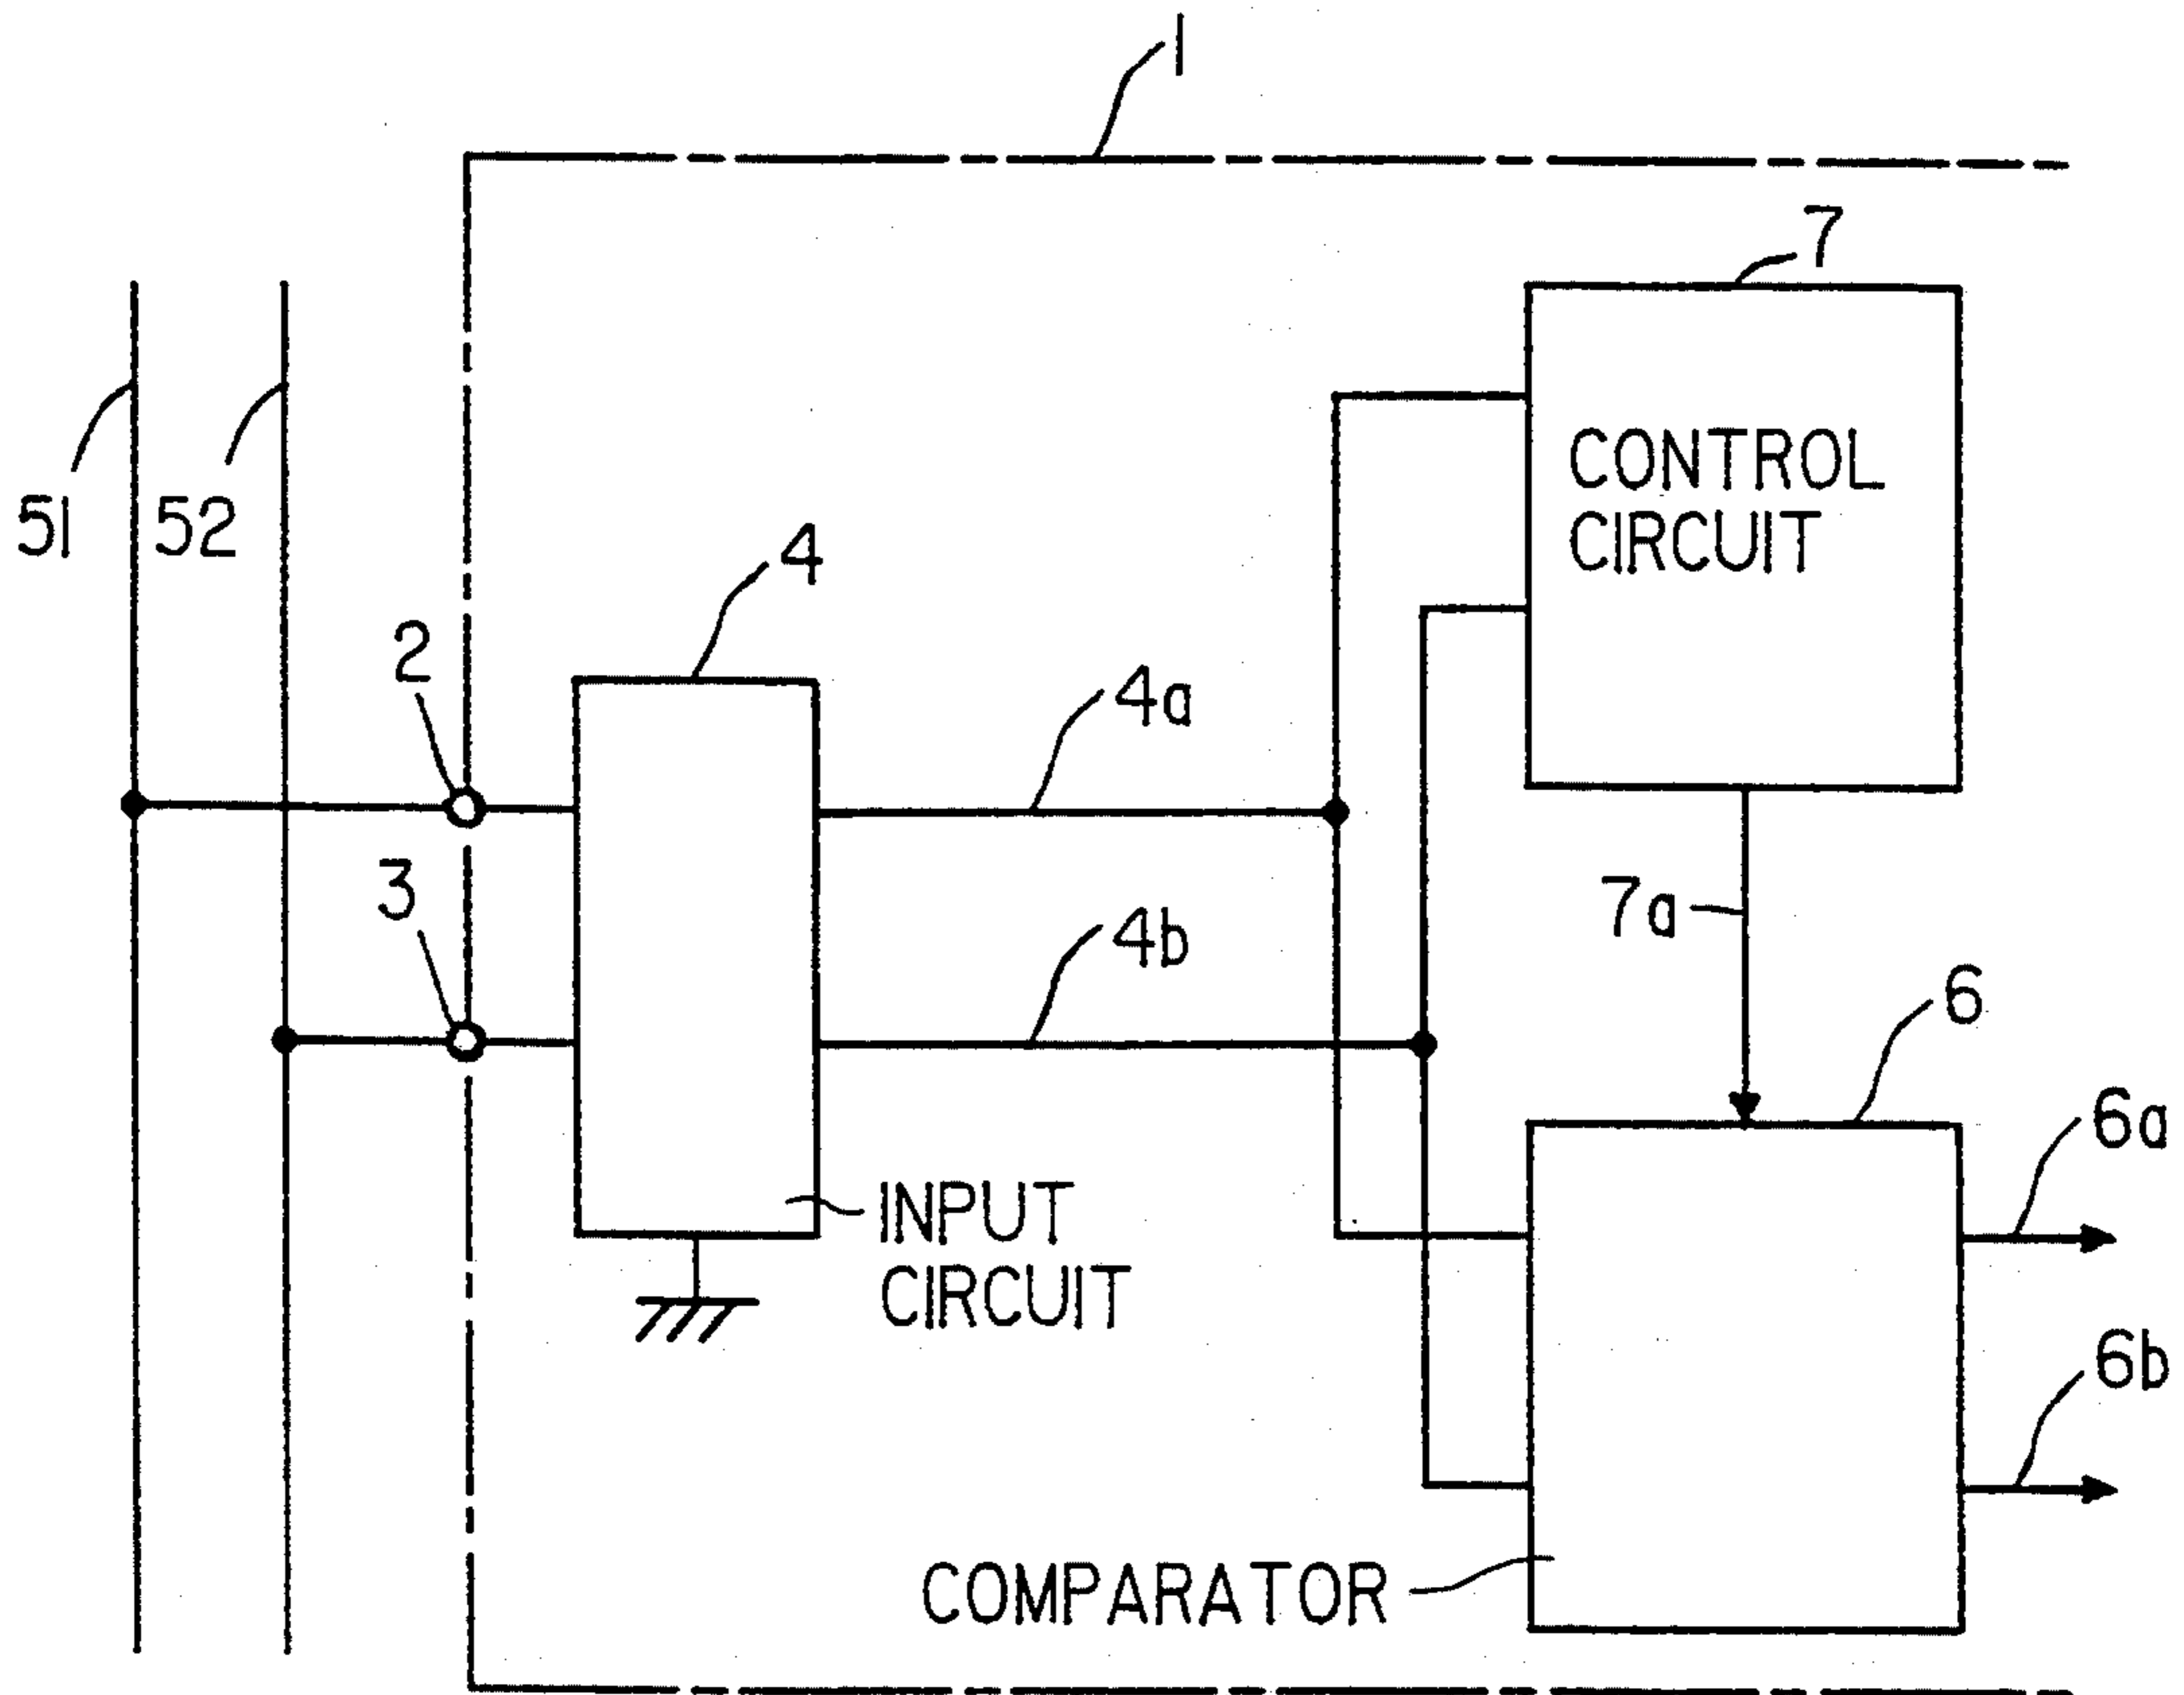 1
7
CONTROL
CIRCUIT
51
52
4
2
4a
3
7a
4b
6
6a
INPUT
CIRCUIT
6b
COMPARATOR